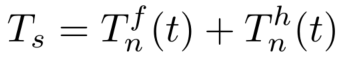 $T_s = T_n^f(t) + T_n^h(t)$